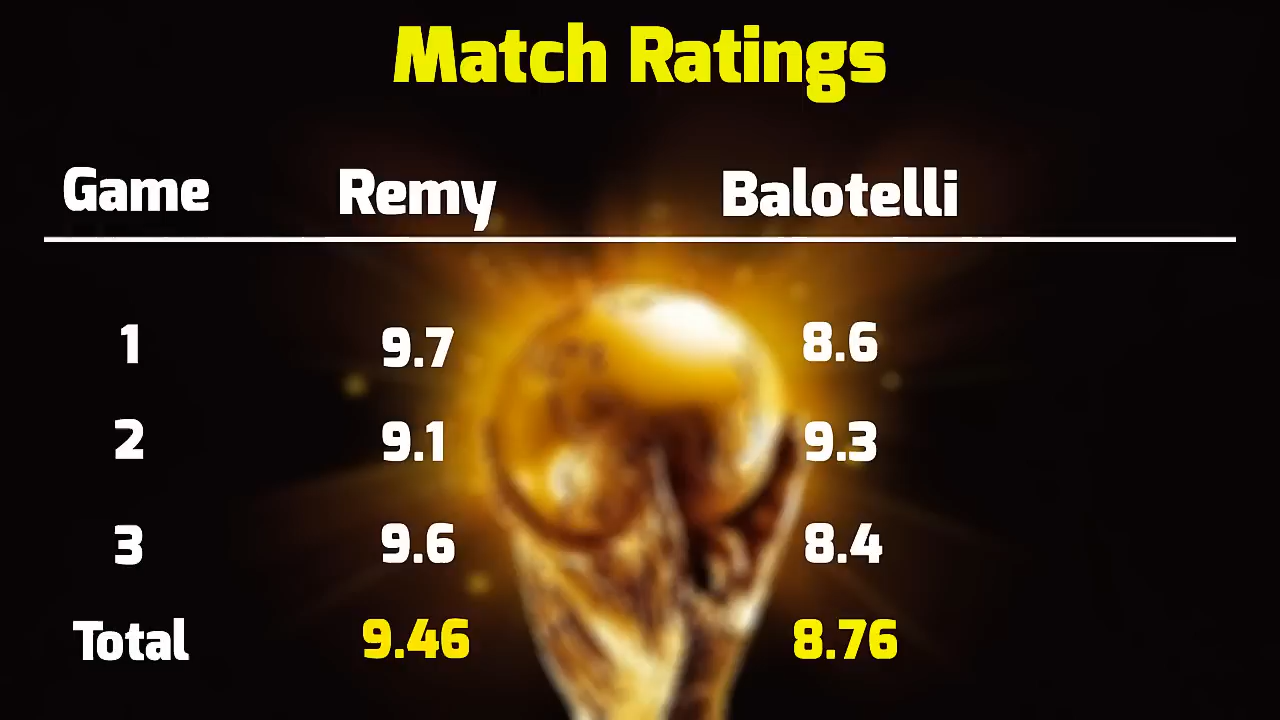 Match Ratings
Game Remy Balotelli
1 9.7 8.6
2 9.1 9.3
3 9.6 8.4
Total 9.46 8.76